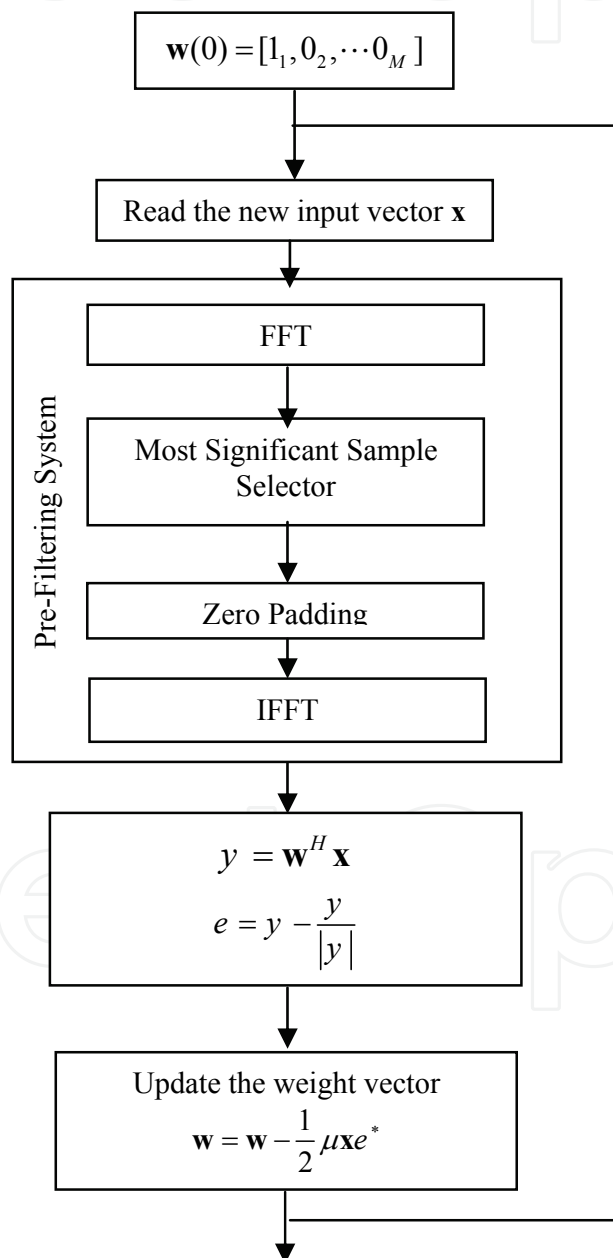 w(0) = [1₁, 0₂, ⋯0_M]
Read the new input vector x
Pre-Filtering System
FFT
Most Significant Sample
Selector
Zero Padding
IFFT
y = w^H x
e = y − y/|y|
Update the weight vector
w = w − 1/2 μxe*